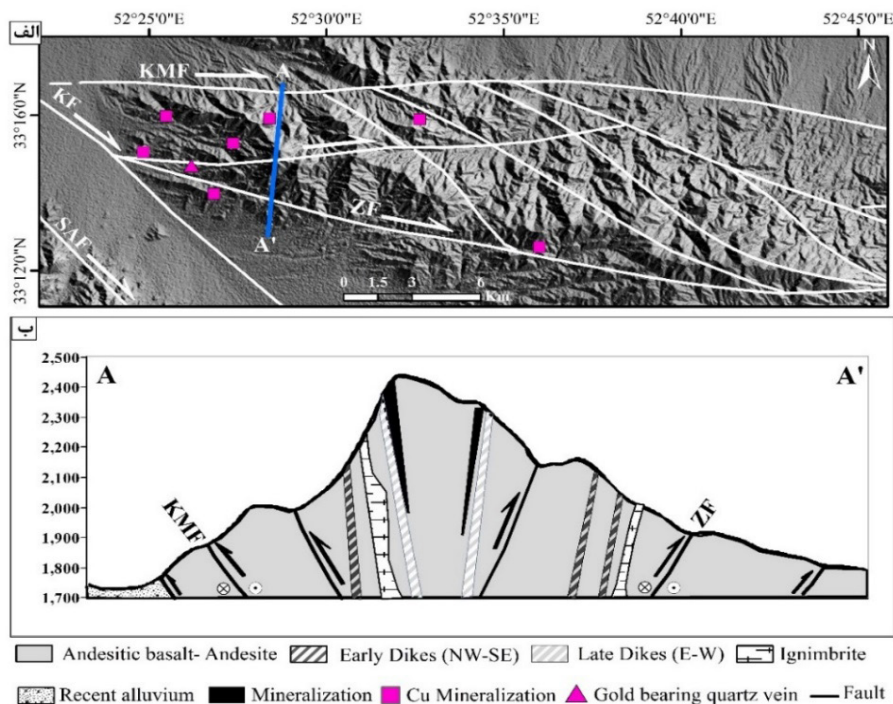 52°25'0"E 52°30'0"E 52°35'0"E 52°40'0"E 52°45'0"E
الف
N
KMF A
33°16'0"N
KF
ZF
SAF
A'
33°12'0"N
0 1.5 3 6
Km
ب
2,500 A A'
2,400
2,300
2,200
2,100
2,000
1,900 KMF ZF
1,800
1,700
Andesitic basalt- Andesite Early Dikes (NW-SE) Late Dikes (E-W) Ignimbrite
Recent alluvium Mineralization Cu Mineralization Gold bearing quartz vein Fault